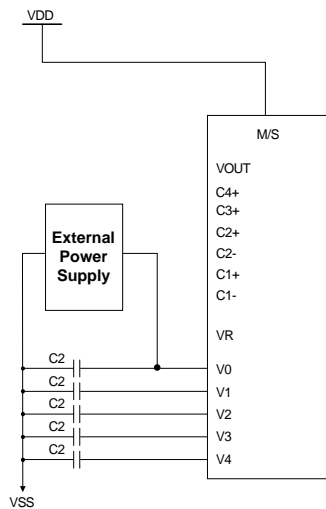 VDD
M/S
VOUT
C4+
C3+
C2+
C2-
C1+
C1-
VR
External
Power
Supply
C2
V0
C2
V1
C2
V2
C2
V3
C2
V4
VSS